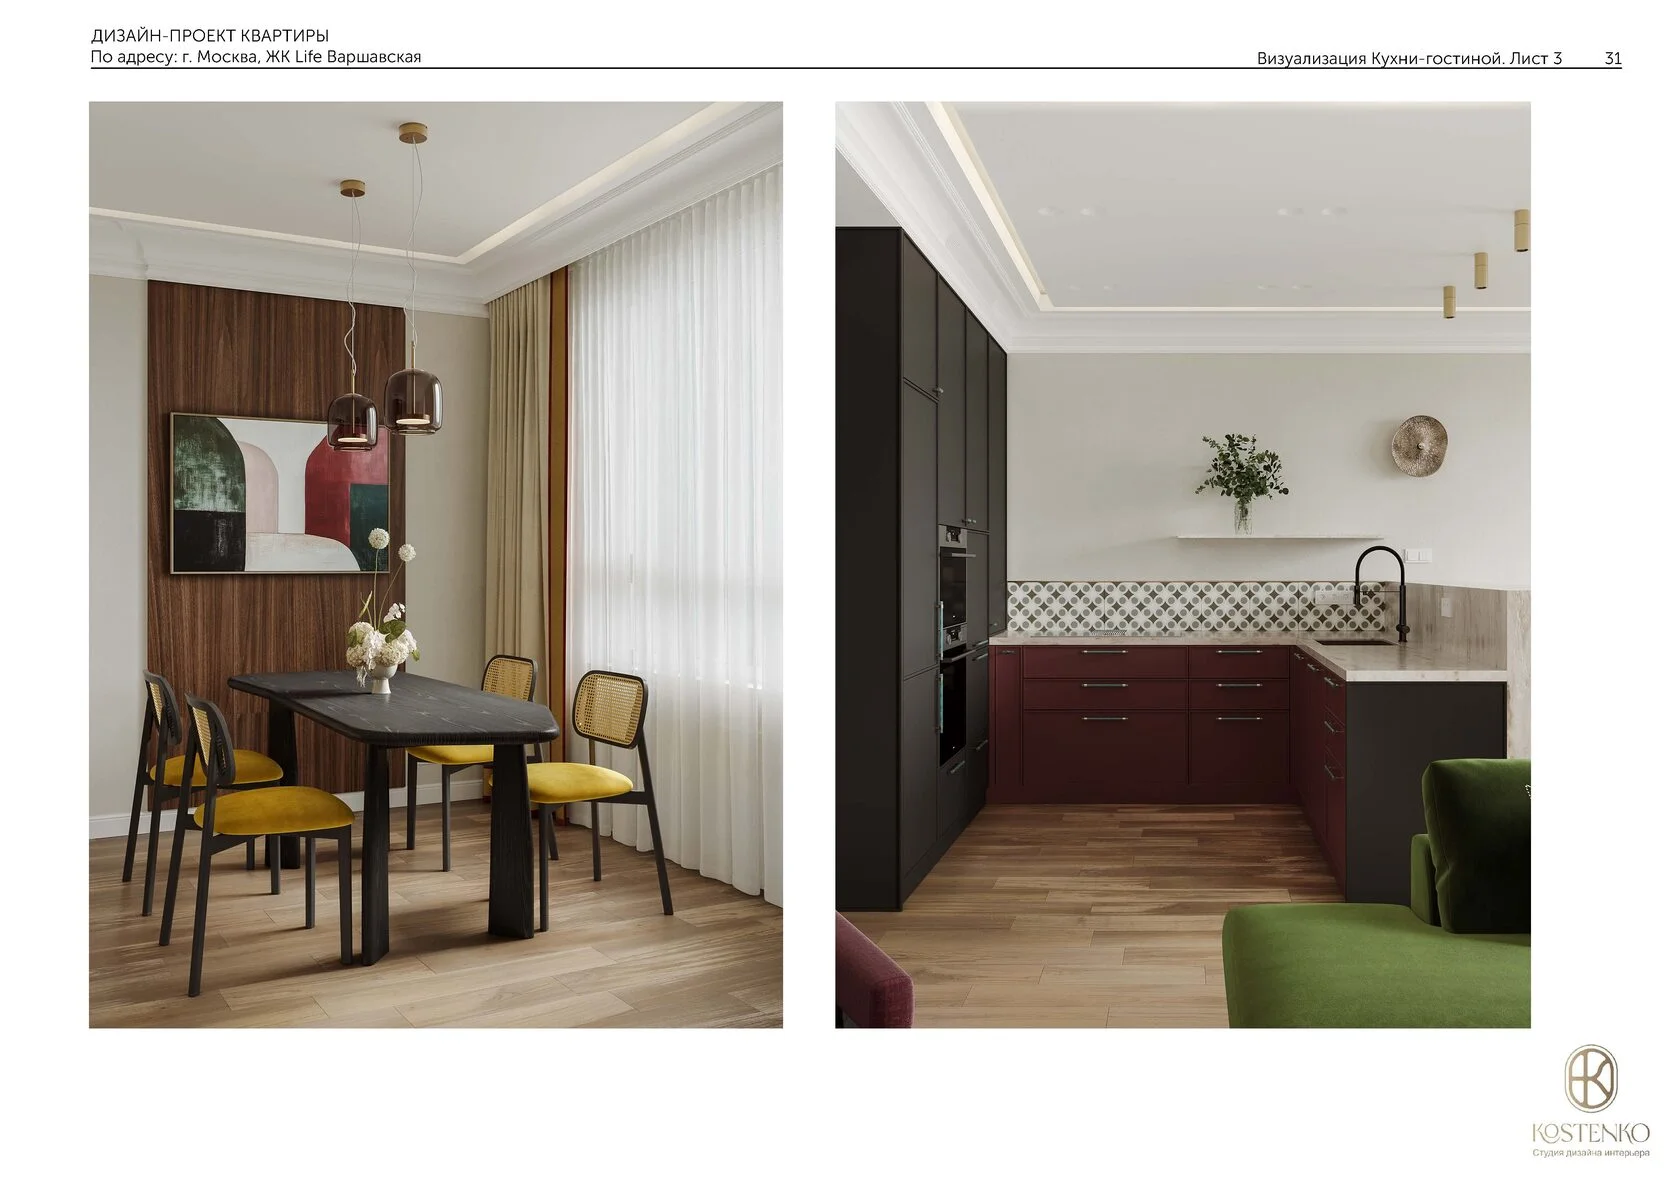 ДИЗАЙН-ПРОЕКТ КВАРТИРЫ
По адресу: г. Москва, ЖК Life Варшавская
Визуализация Кухни-гостиной. Лист 3 31
KOSTENKO
Студия дизайна интерьера